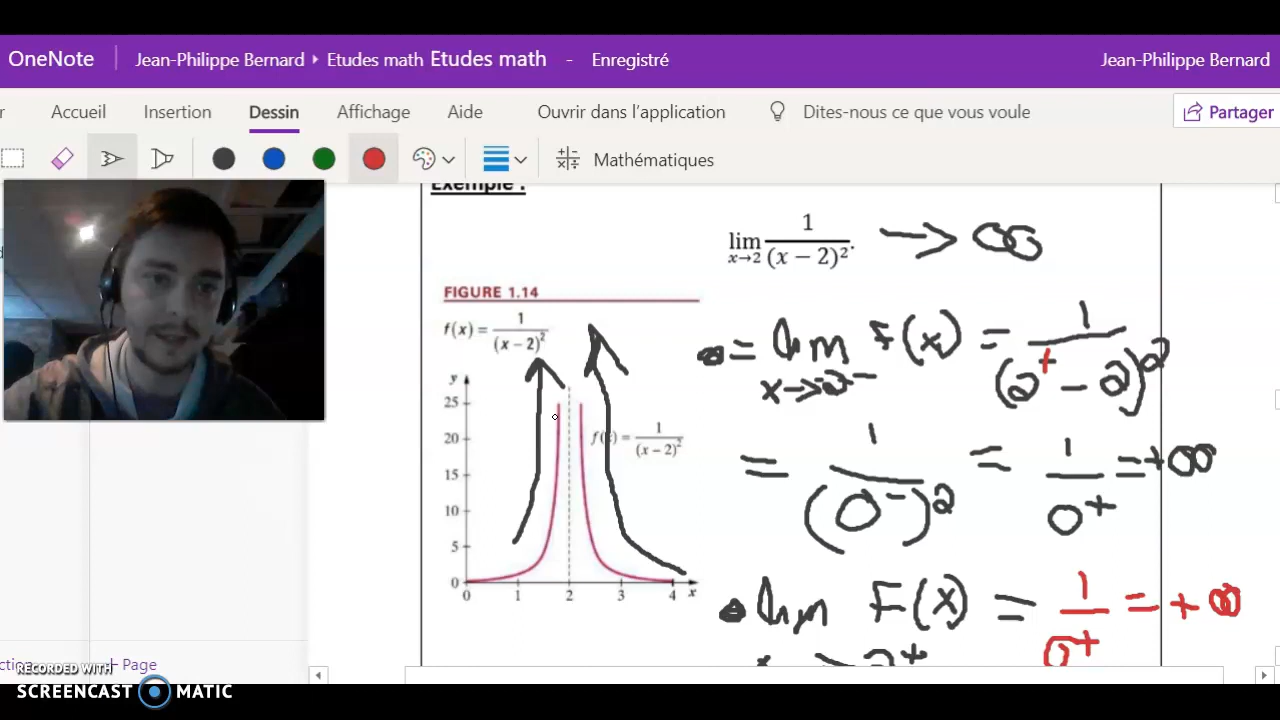 OneNote Jean-Philippe Bernard ▸ Etudes math Etudes math - Enregistré Jean-Philippe Bernard
Accueil Insertion Dessin Affichage Aide Ouvrir dans l'application Dites-nous ce que vous voule Partager
Mathématiques
Exemple :
lim x→2 1/(x − 2)². → ∞
FIGURE 1.14
f(x) = 1/(x − 2)²
= lim x→2⁻ F(x) = 1/(2⁺ − 2)²
y
25
20
15
10
5
0
f(x) = 1/(x − 2)²
= 1/(0⁻)² = 1/0⁺ = +∞
0 1 2 3 4 x
lim x→2⁺ F(x) = 1/0⁺ = +∞
+ Page
RECORDED WITH
SCREENCAST MATIC